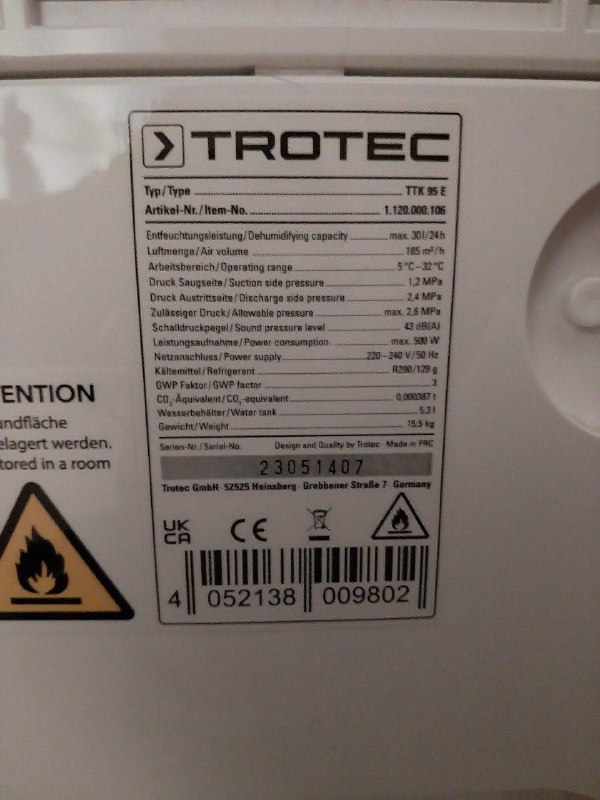 TROTEC
Typ/Type TTK 95 E
Artikel-Nr./Item-No. 1.120.000.106
Entfeuchtungsleistung/Dehumidifying capacity max. 30 l/24h
Luftmenge/Air volume 185 m³/h
Arbeitsbereich/Operating range 5 °C–32 °C
Druck Saugseite/Suction side pressure 1,2 MPa
Druck Austrittseite/Discharge side pressure 2,4 MPa
Zulässiger Druck/Allowable pressure max. 2,6 MPa
Schalldruckpegel/Sound pressure level 43 dB(A)
Leistungsaufnahme/Power consumption max. 500 W
Netzanschluss/Power supply 220–240 V/50 Hz
Kältemittel/Refrigerant R290/129 g
GWP Faktor/GWP factor 3
CO₂-Äquivalent/CO₂-equivalent 0,000387 t
Wasserbehälter/Water tank 5,3 l
Gewicht/Weight 15,5 kg
Serien-Nr./Serial-No. Design and Quality by Trotec Made in PRC
23051407
Trotec GmbH · 52525 Heinsberg · Grebbener Straße 7 · Germany
UK
CA CE
4 052138 009802
TENTION
andfläche
elagert werden.
tored in a room